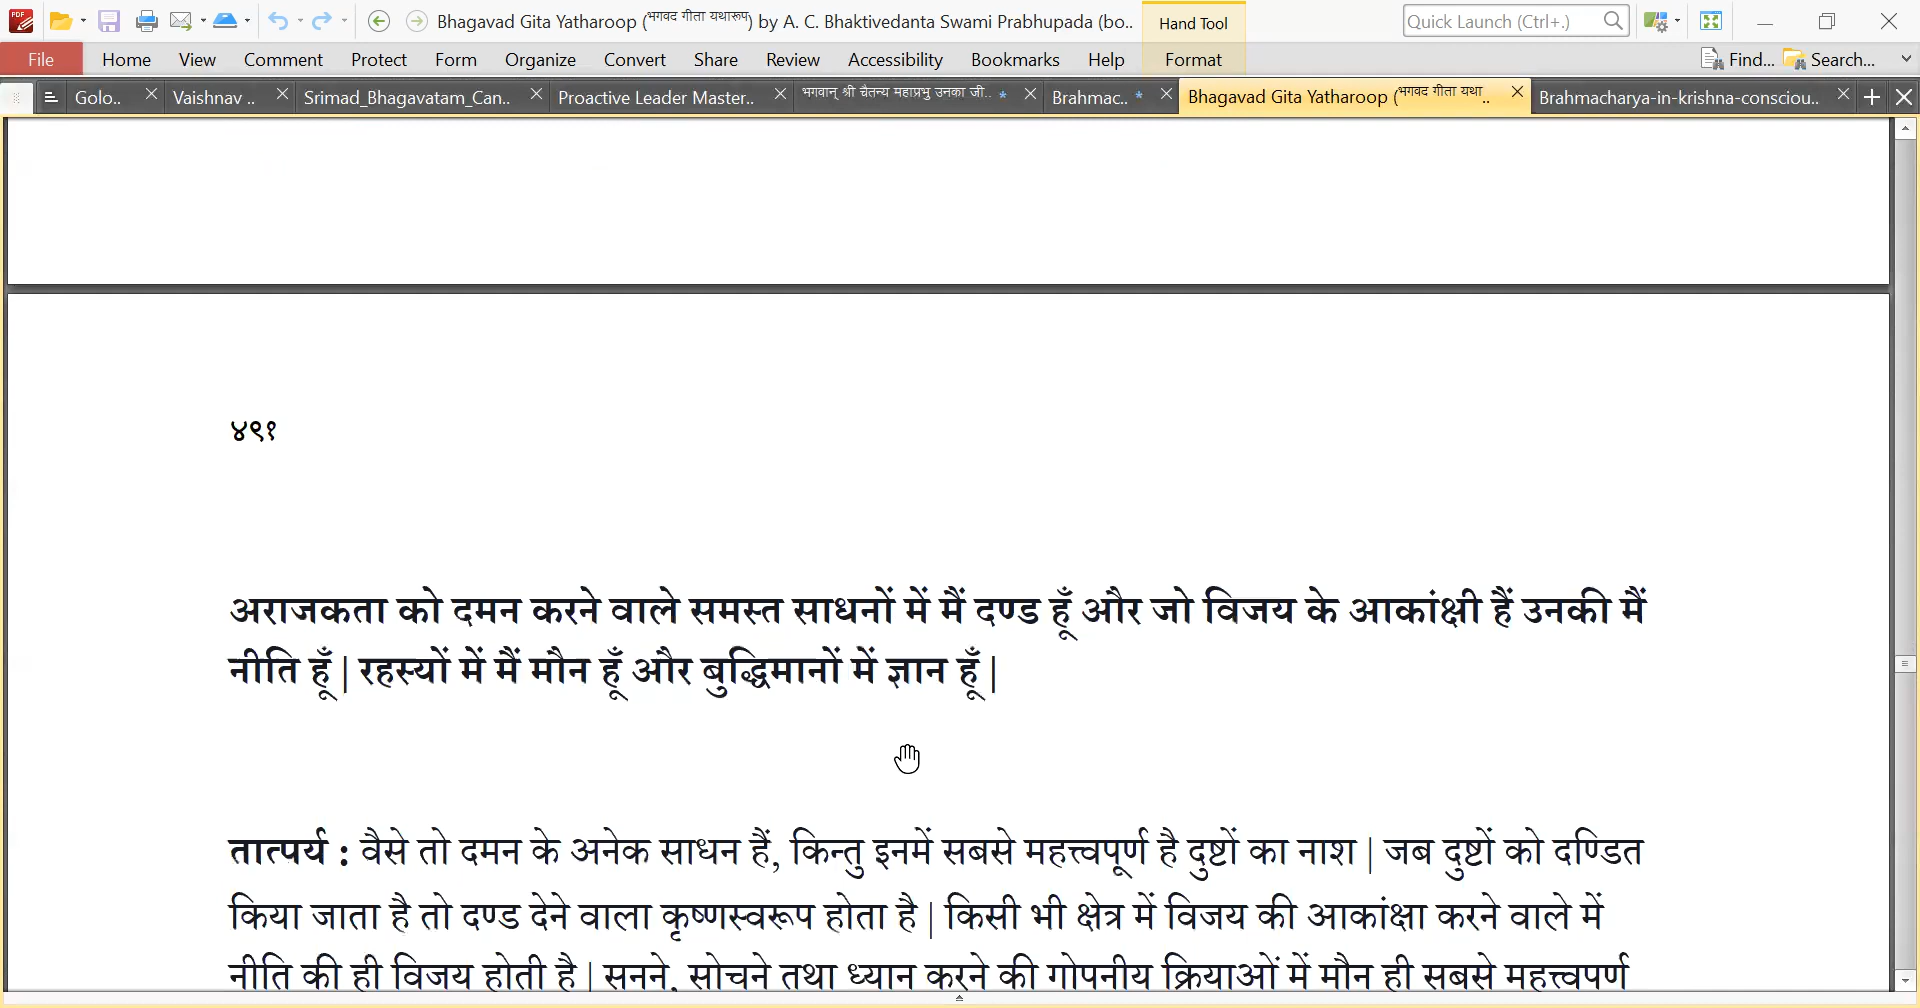 Bhagavad Gita Yatharoop (भगवद गीता यथारूप) by A. C. Bhaktivedanta Swami Prabhupada (bo..
Hand Tool
Quick Launch (Ctrl+.)
File Home View Comment Protect Form Organize Convert Share Review Accessibility Bookmarks Help Format Find... Search...
Golo.. Vaishnav .. Srimad_Bhagavatam_Can.. Proactive Leader Master.. भगवान् श्री चैतन्य महाप्रभु उनका जी.. * Brahmac.. * Bhagavad Gita Yatharoop (भगवद गीता यथा.. Brahmacharya-in-krishna-consciou..
४९१
अराजकता को दमन करने वाले समस्त साधनों में मैं दण्ड हूँ और जो विजय के आकांक्षी हैं उनकी मैं
नीति हूँ | रहस्यों में मैं मौन हूँ और बुद्धिमानों में ज्ञान हूँ |
तात्पर्य : वैसे तो दमन के अनेक साधन हैं, किन्तु इनमें सबसे महत्त्वपूर्ण है दुष्टों का नाश | जब दुष्टों को दण्डित
किया जाता है तो दण्ड देने वाला कृष्णस्वरूप होता है | किसी भी क्षेत्र में विजय की आकांक्षा करने वाले में
नीति की ही विजय होती है | सुनने, सोचने तथा ध्यान करने की गोपनीय क्रियाओं में मौन ही सबसे महत्त्वपूर्ण